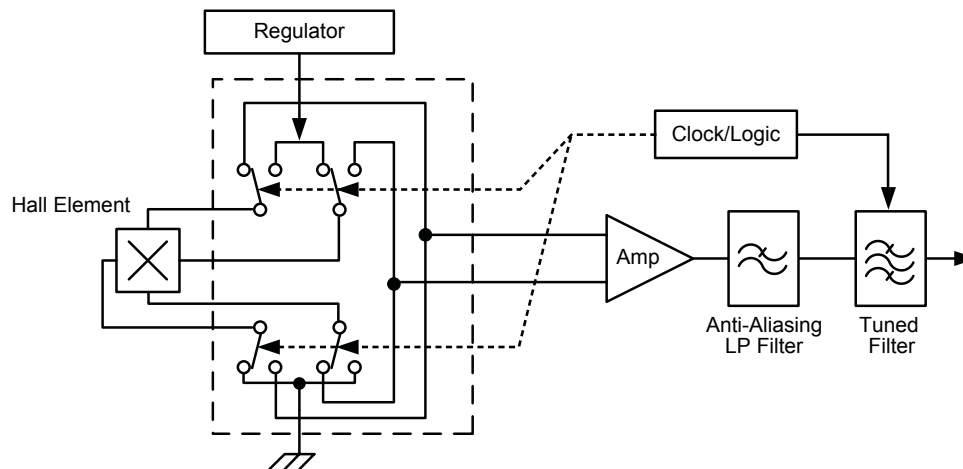 Regulator
Clock/Logic
Hall Element
Amp
Anti-Aliasing
LP Filter
Tuned
Filter